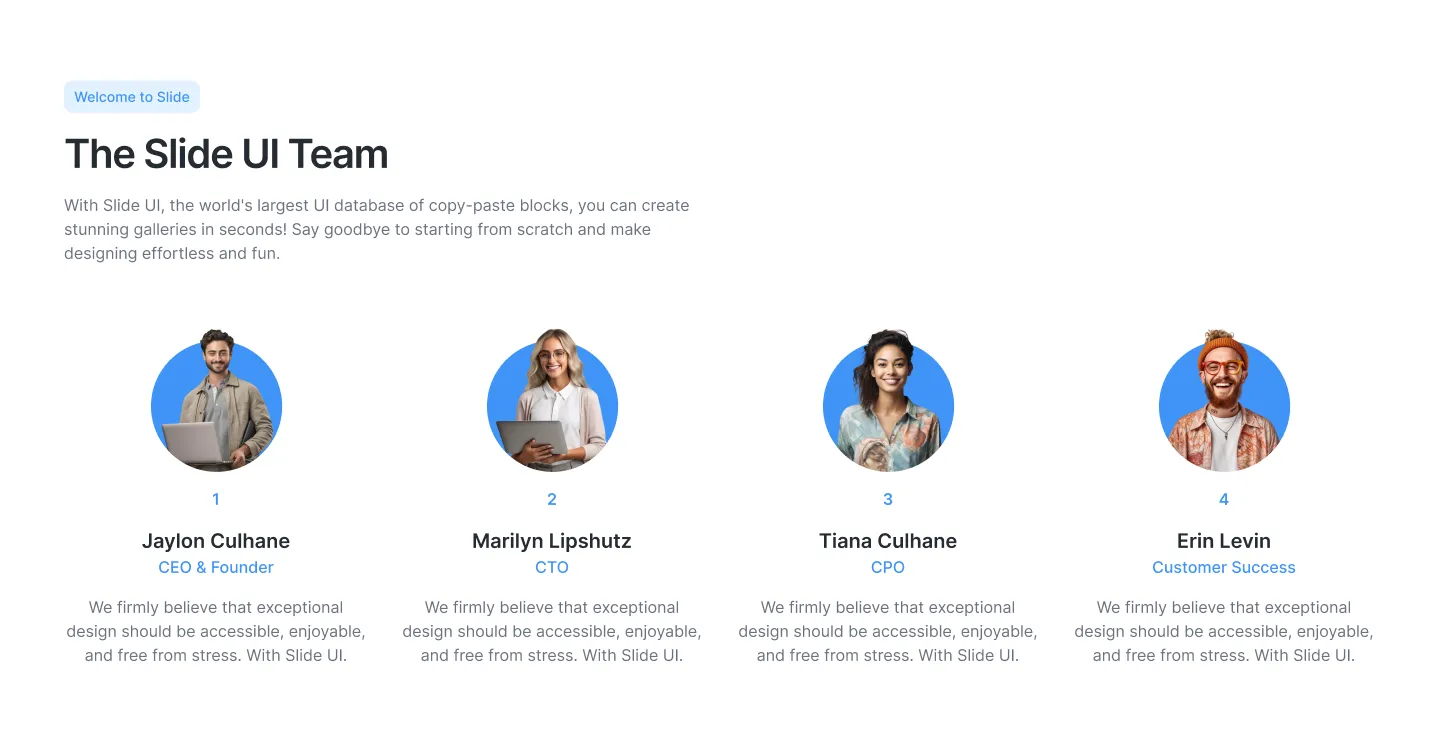 Welcome to Slide
The Slide UI Team
With Slide UI, the world's largest UI database of copy-paste blocks, you can create
stunning galleries in seconds! Say goodbye to starting from scratch and make
designing effortless and fun.
1
Jaylon Culhane
CEO & Founder
We firmly believe that exceptional
design should be accessible, enjoyable,
and free from stress. With Slide UI.
2
Marilyn Lipshutz
CTO
We firmly believe that exceptional
design should be accessible, enjoyable,
and free from stress. With Slide UI.
3
Tiana Culhane
CPO
We firmly believe that exceptional
design should be accessible, enjoyable,
and free from stress. With Slide UI.
4
Erin Levin
Customer Success
We firmly believe that exceptional
design should be accessible, enjoyable,
and free from stress. With Slide UI.